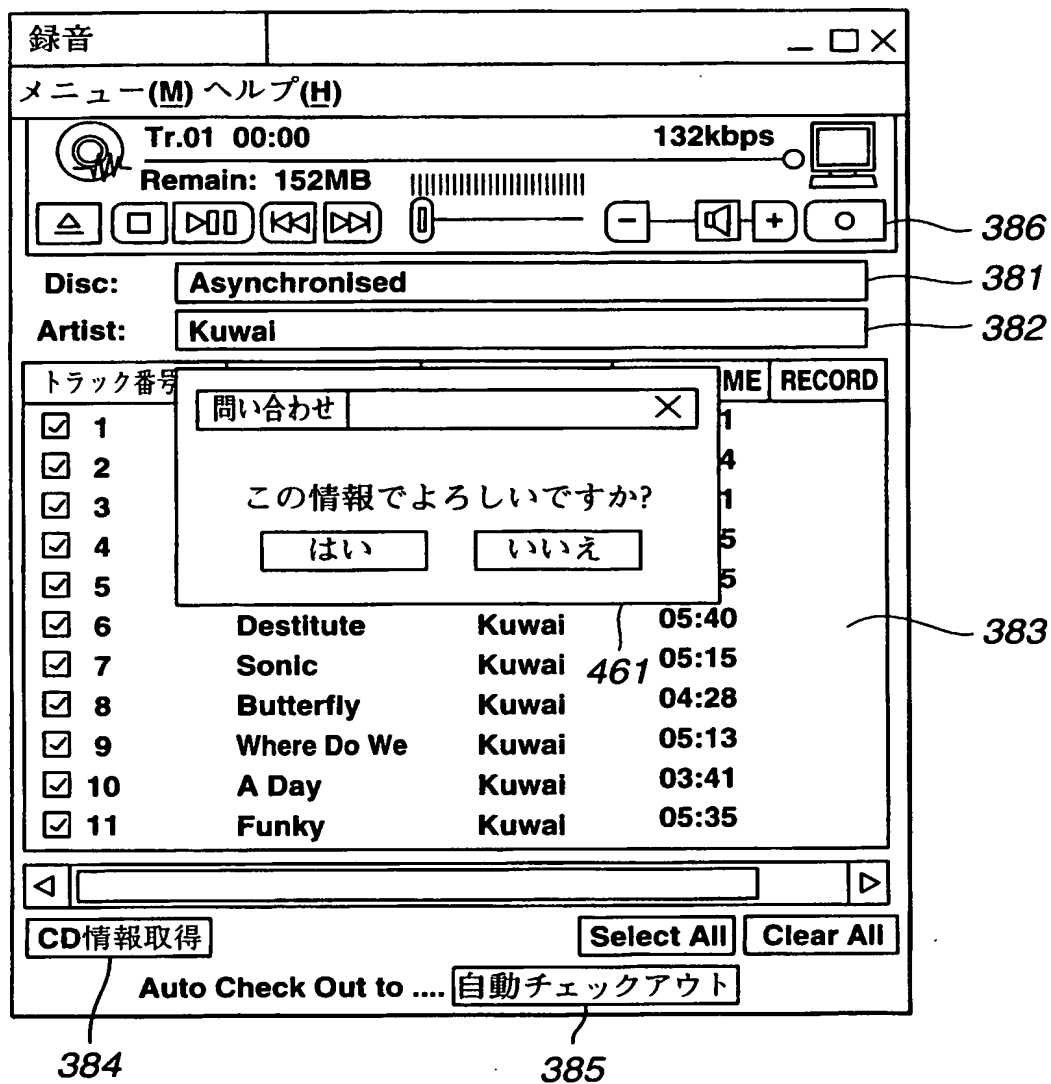 録音
メニュー(M) ヘルプ(H)
Tr.01 00:00 132kbps
Remain: 152MB
386
Disc: Asynchronised 381
Artist: Kuwai 382
トラック番号 ME RECORD
問い合わせ
この情報でよろしいですか?
はい いいえ
1 1
2 4
3 1
4 5
5 5
6 Destitute Kuwai 05:40 383
7 Sonic Kuwai 05:15
461
8 Butterfly Kuwai 04:28
9 Where Do We Kuwai 05:13
10 A Day Kuwai 03:41
11 Funky Kuwai 05:35
CD情報取得 Select All Clear All
Auto Check Out to .... 自動チェックアウト
384 385